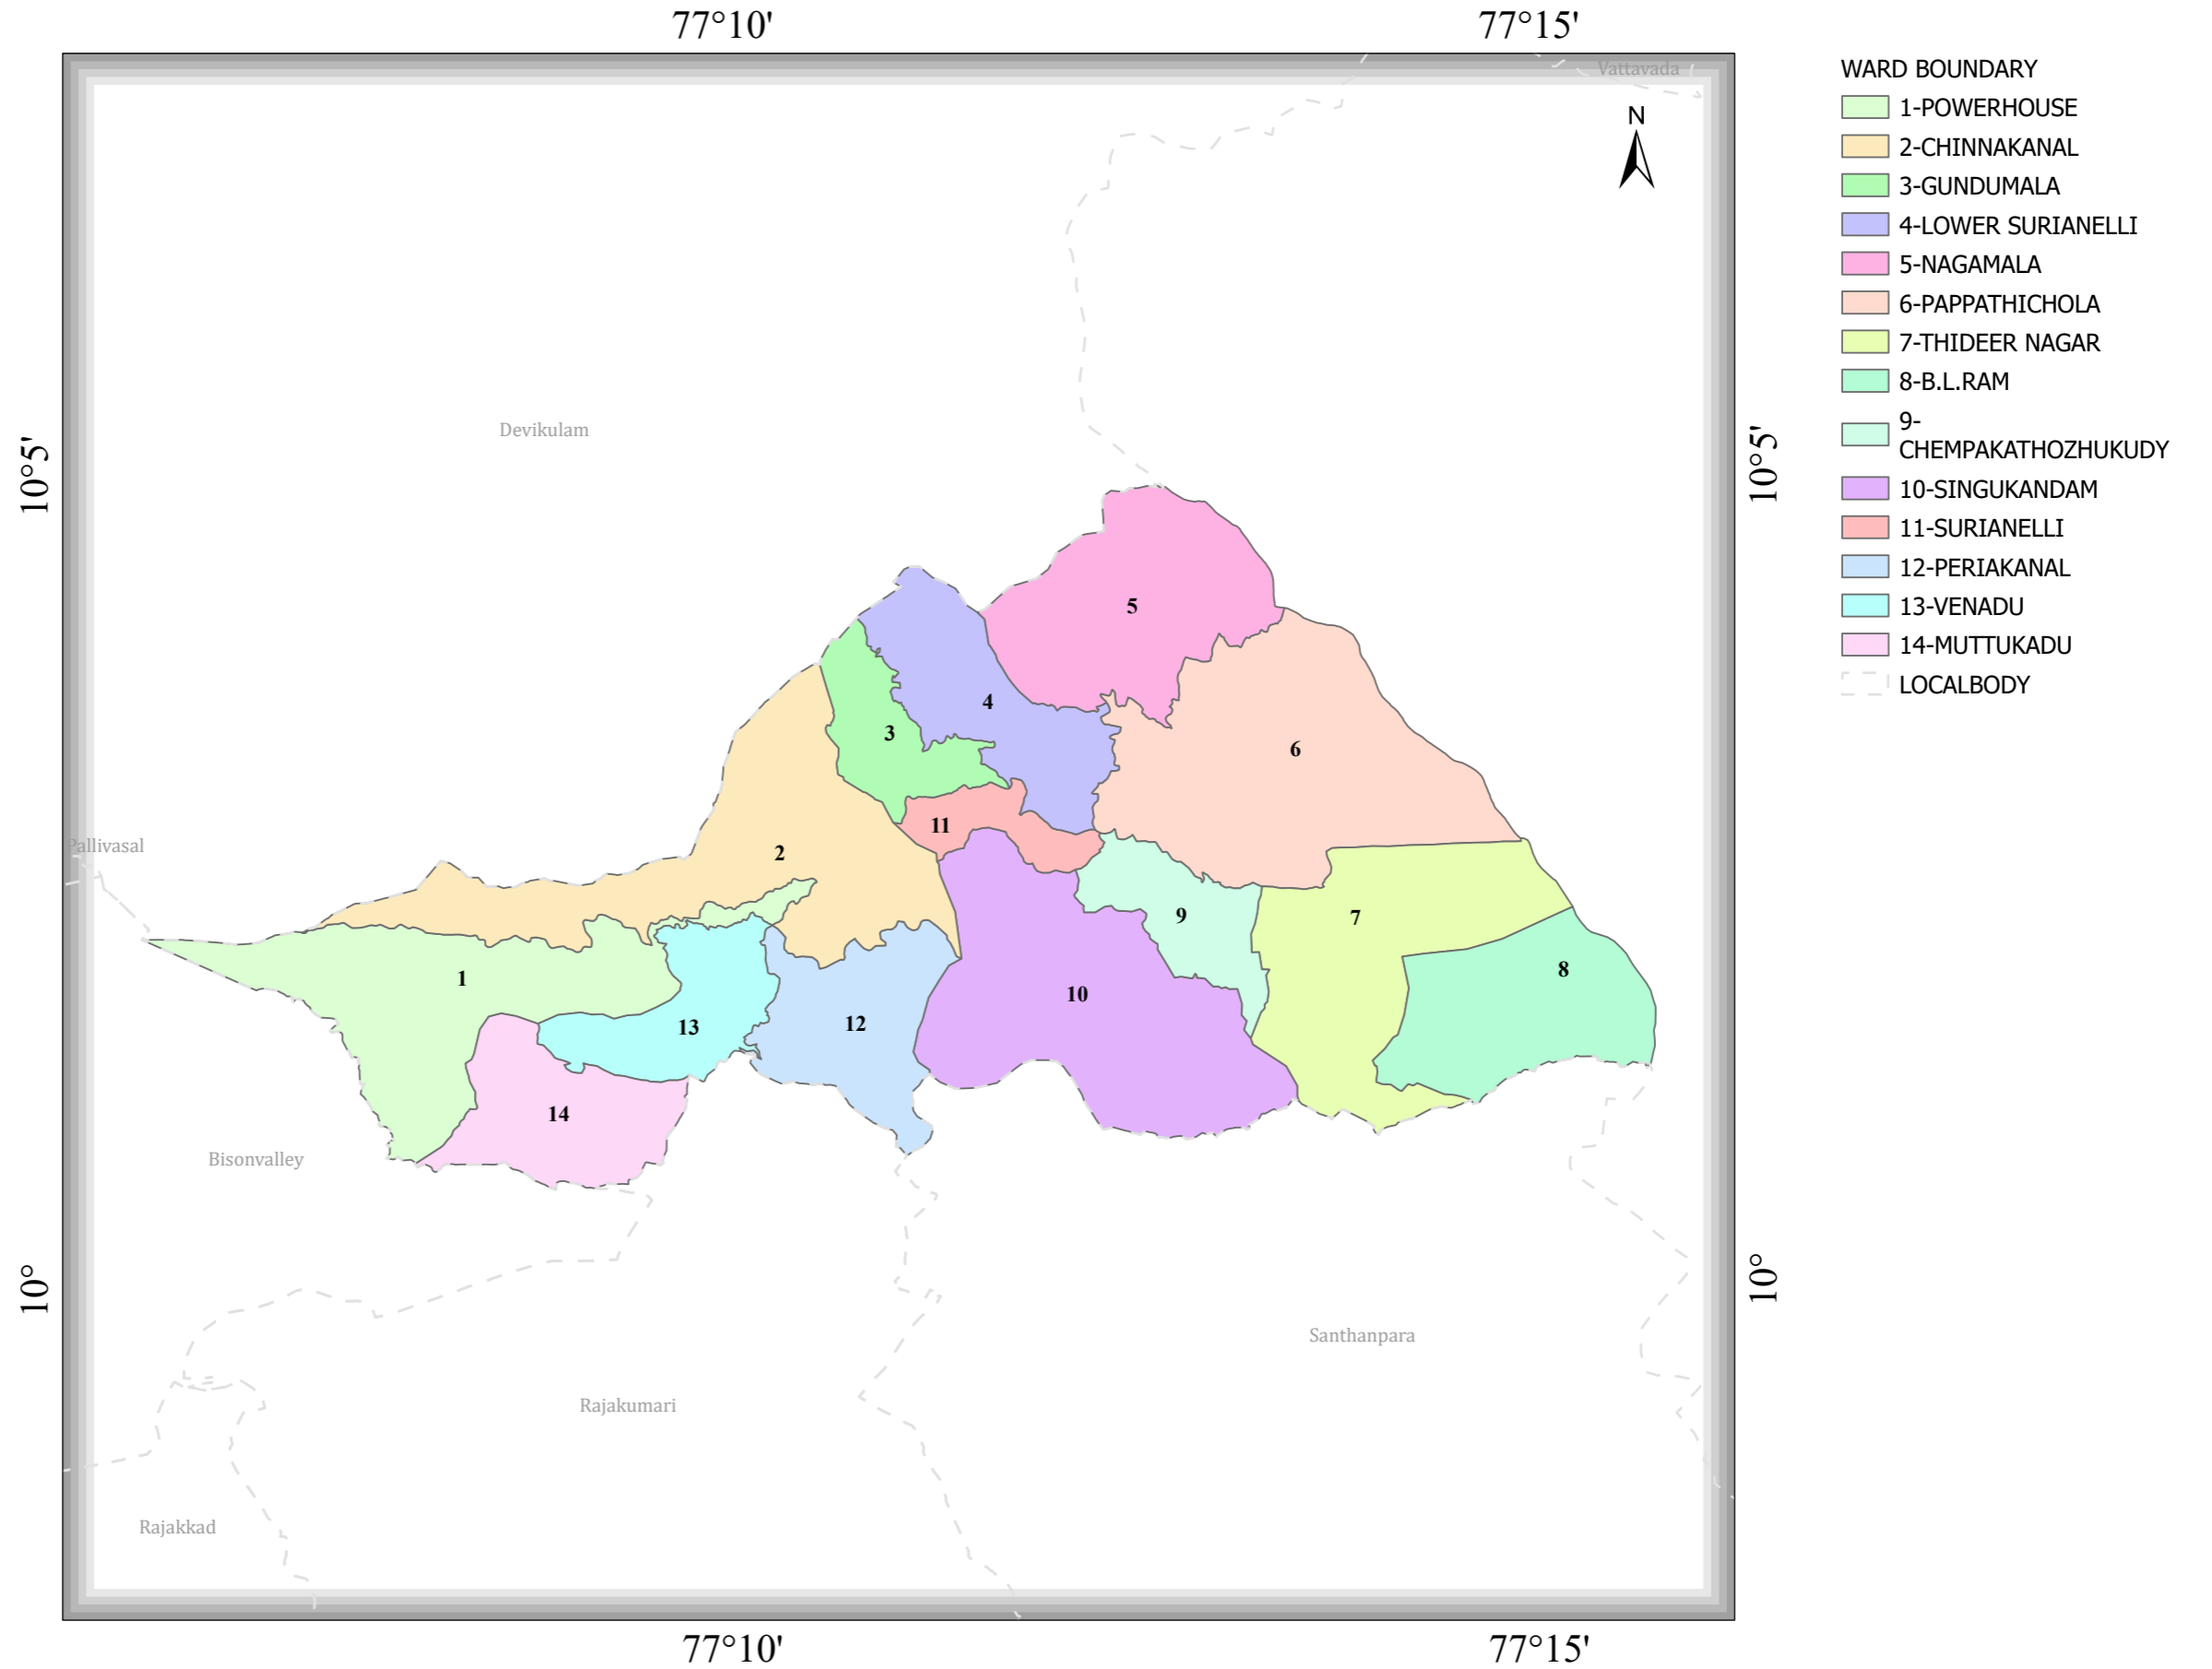 77°10'
77°15'
Vattavada
N
Devikulam
10°5'
10°5'
5
4
3
6
11
Pallivasal
2
9
7
8
1
10
12
13
14
Bisonvalley
10°
10°
Santhanpara
Rajakumari
Rajakkad
77°10'
77°15'
WARD BOUNDARY
1-POWERHOUSE
2-CHINNAKANAL
3-GUNDUMALA
4-LOWER SURIANELLI
5-NAGAMALA
6-PAPPATHICHOLA
7-THIDEER NAGAR
8-B.L.RAM
9-
CHEMPAKATHOZHUKUDY
10-SINGUKANDAM
11-SURIANELLI
12-PERIAKANAL
13-VENADU
14-MUTTUKADU
LOCALBODY